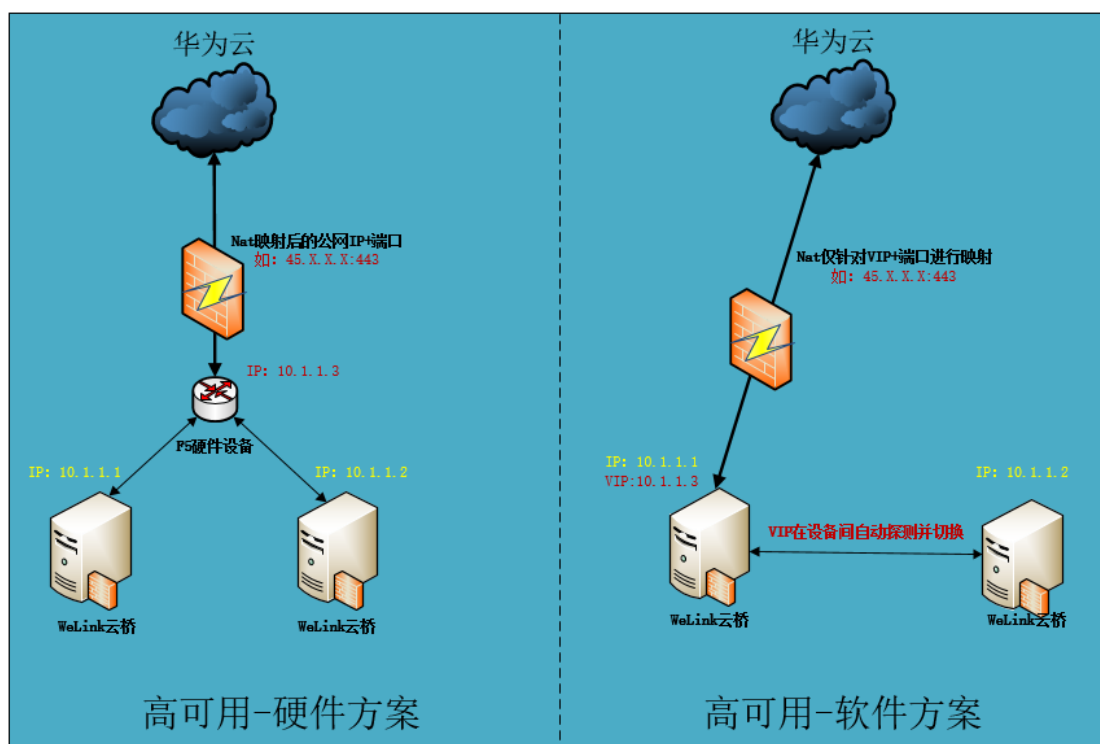 华为云
Nat映射后的公网IP+端口
如: 45.X.X.X:443
IP: 10.1.1.3
F5硬件设备
IP: 10.1.1.1
IP: 10.1.1.2
WeLink云桥
WeLink云桥
高可用-硬件方案
华为云
Nat仅针对VIP+端口进行映射
如: 45.X.X.X:443
IP: 10.1.1.1
VIP:10.1.1.3
IP: 10.1.1.2
VIP在设备间自动探测并切换
WeLink云桥
WeLink云桥
高可用-软件方案